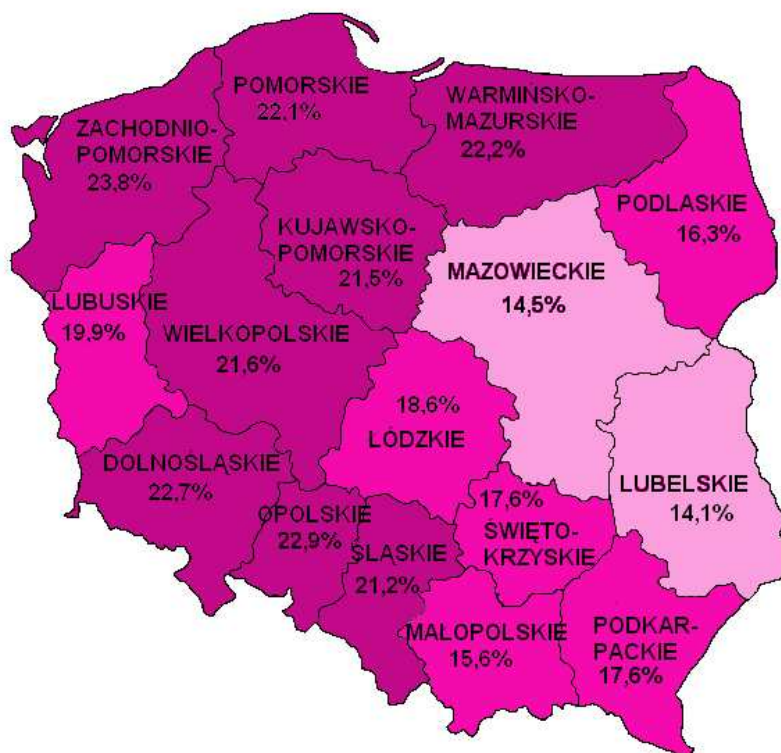 POMORSKIE
22,1%
WARMIŃSKO-
MAZURSKIE
22,2%
ZACHODNIO-
POMORSKIE
23,8%
PODLASKIE
16,3%
KUJAWSKO-
POMORSKIE
21,5%
MAZOWIECKIE
14,5%
LUBUSKIE
19,9%
WIELKOPOLSKIE
21,6%
18,6%
ŁÓDZKIE
DOLNOŚLĄSKIE
22,7%
LUBELSKIE
14,1%
17,6%
ŚWIĘTO-
KRZYSKIE
OPOLSKIE
22,9%
ŚLĄSKIE
21,2%
MAŁOPOLSKIE
15,6%
PODKAR-
PACKIE
17,6%